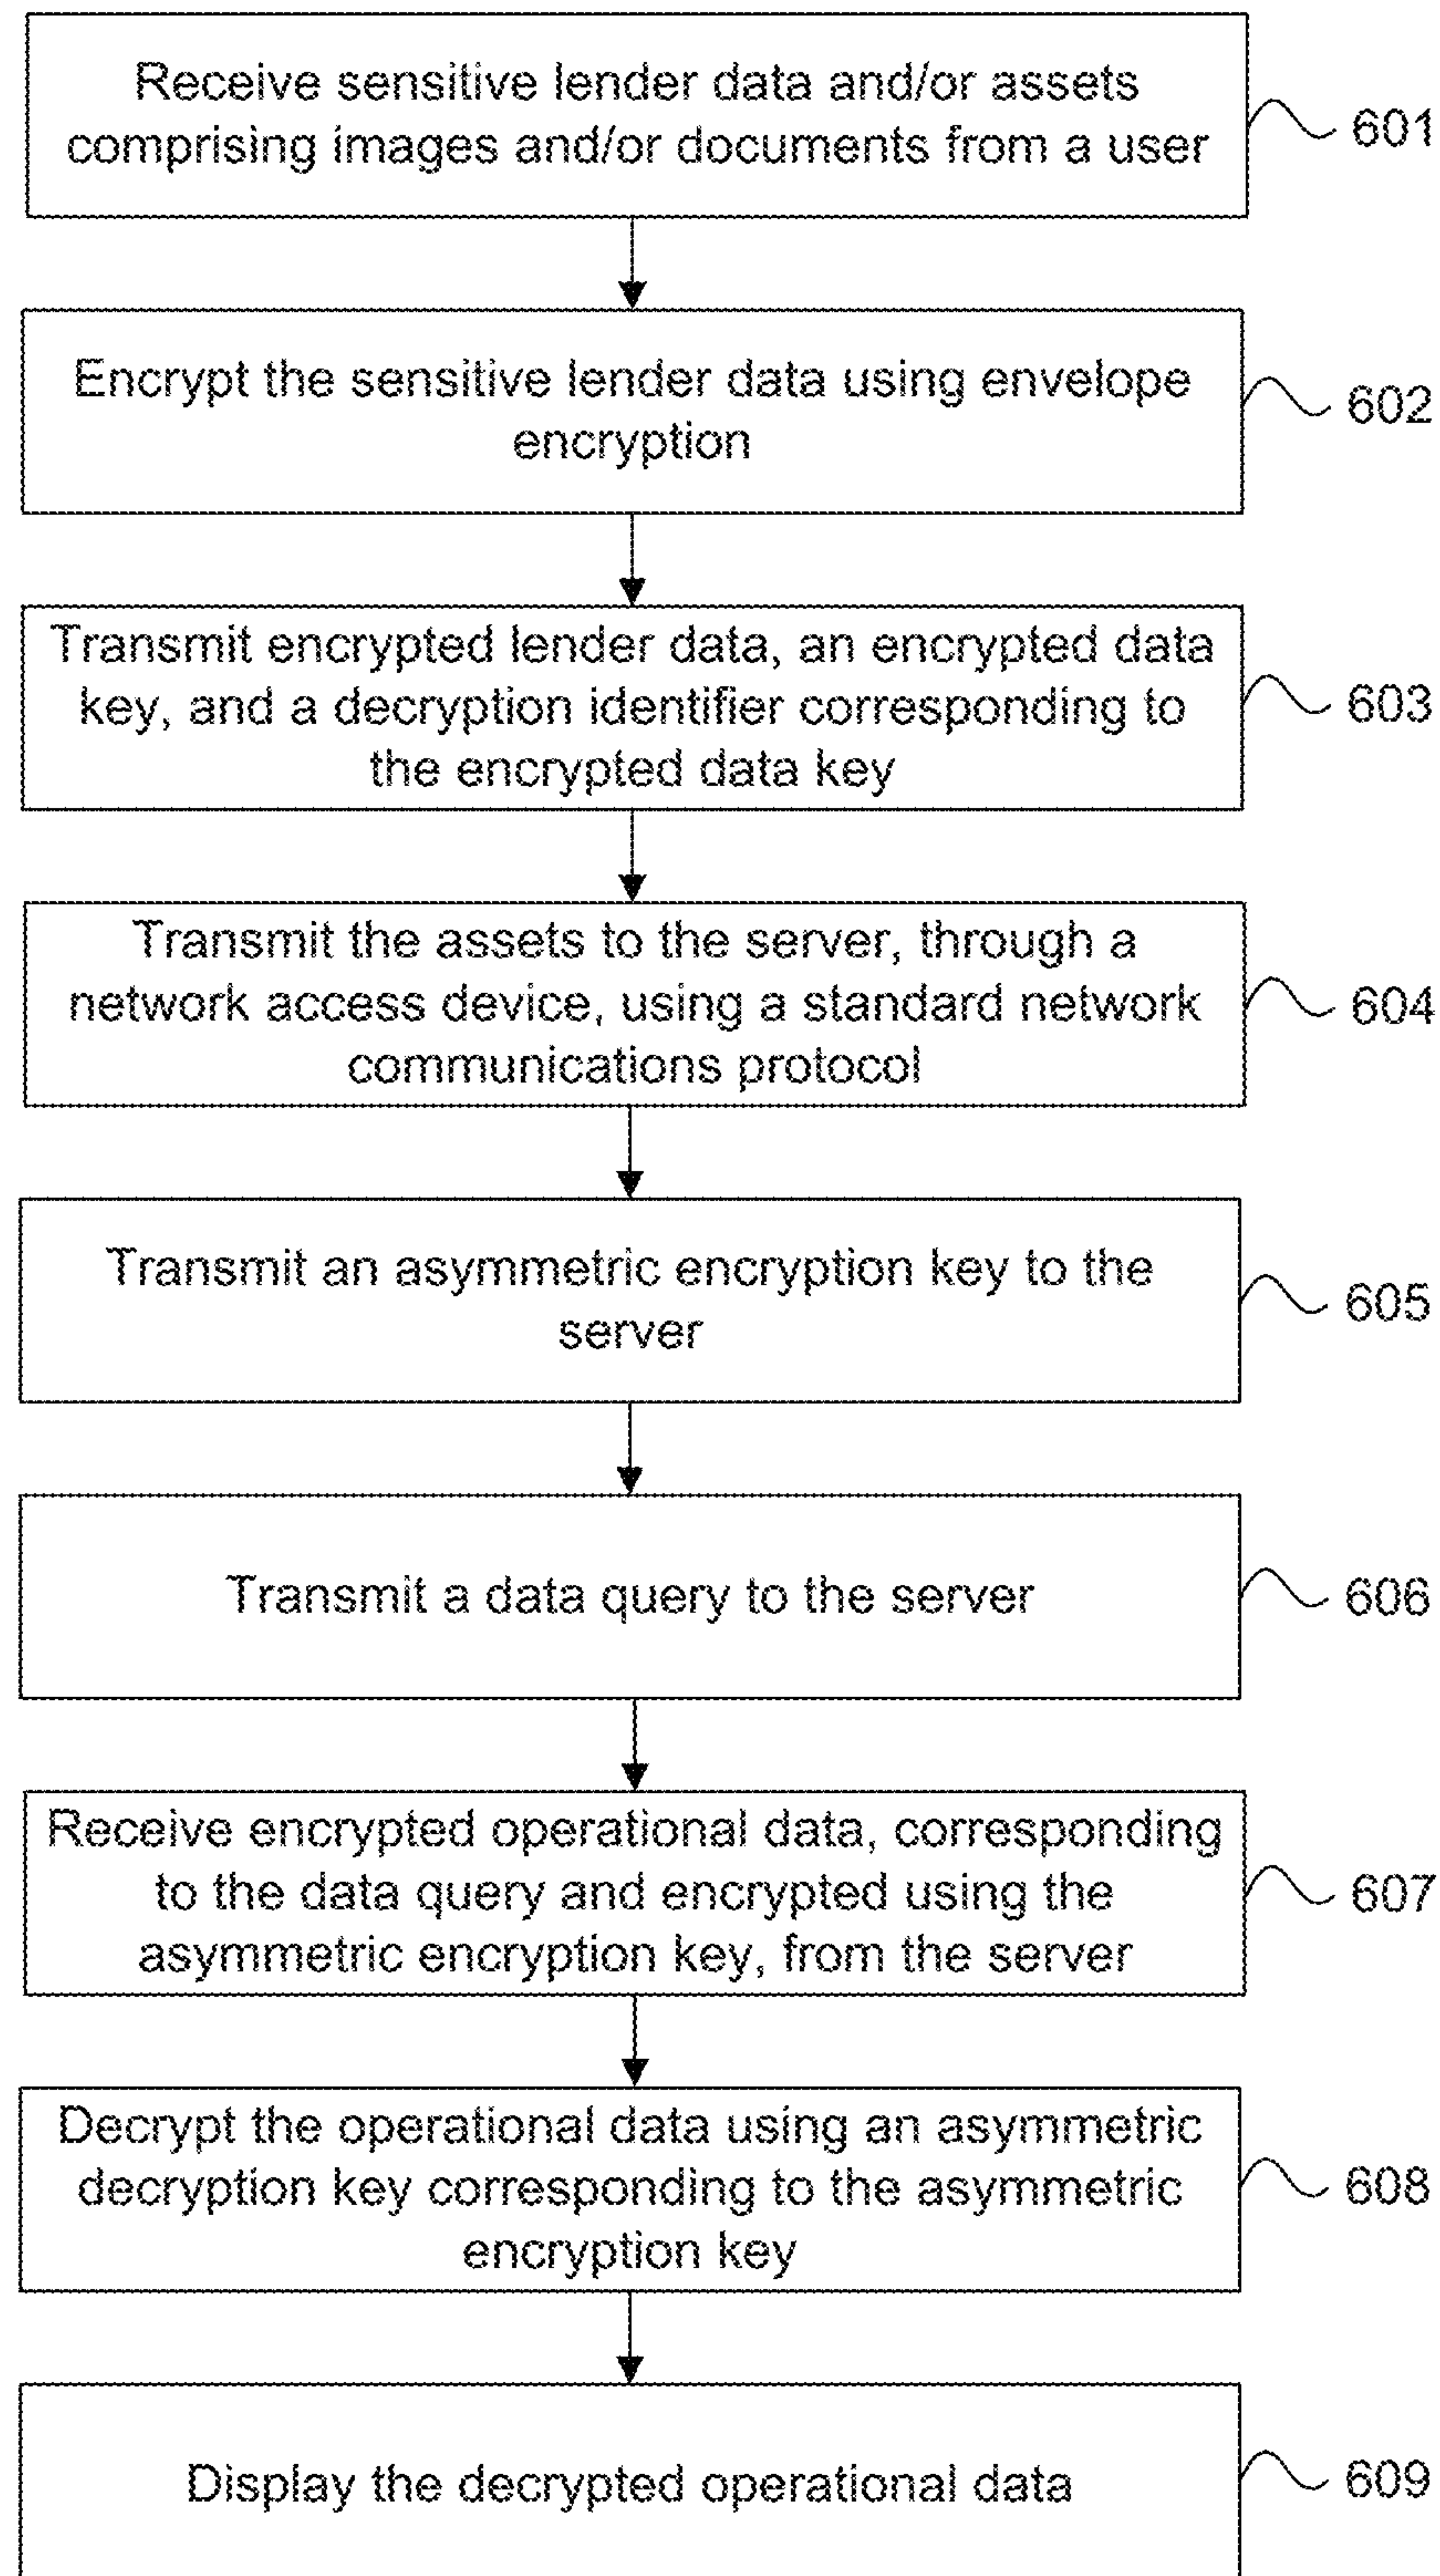 Receive sensitive lender data and/or assets
comprising images and/or documents from a user
601
Encrypt the sensitive lender data using envelope
encryption
602
Transmit encrypted lender data, an encrypted data
key, and a decryption identifier corresponding to
the encrypted data key
603
Transmit the assets to the server, through a
network access device, using a standard network
communications protocol
604
Transmit an asymmetric encryption key to the
server
605
Transmit a data query to the server
606
Receive encrypted operational data, corresponding
to the data query and encrypted using the
asymmetric encryption key, from the server
607
Decrypt the operational data using an asymmetric
decryption key corresponding to the asymmetric
encryption key
608
Display the decrypted operational data
609